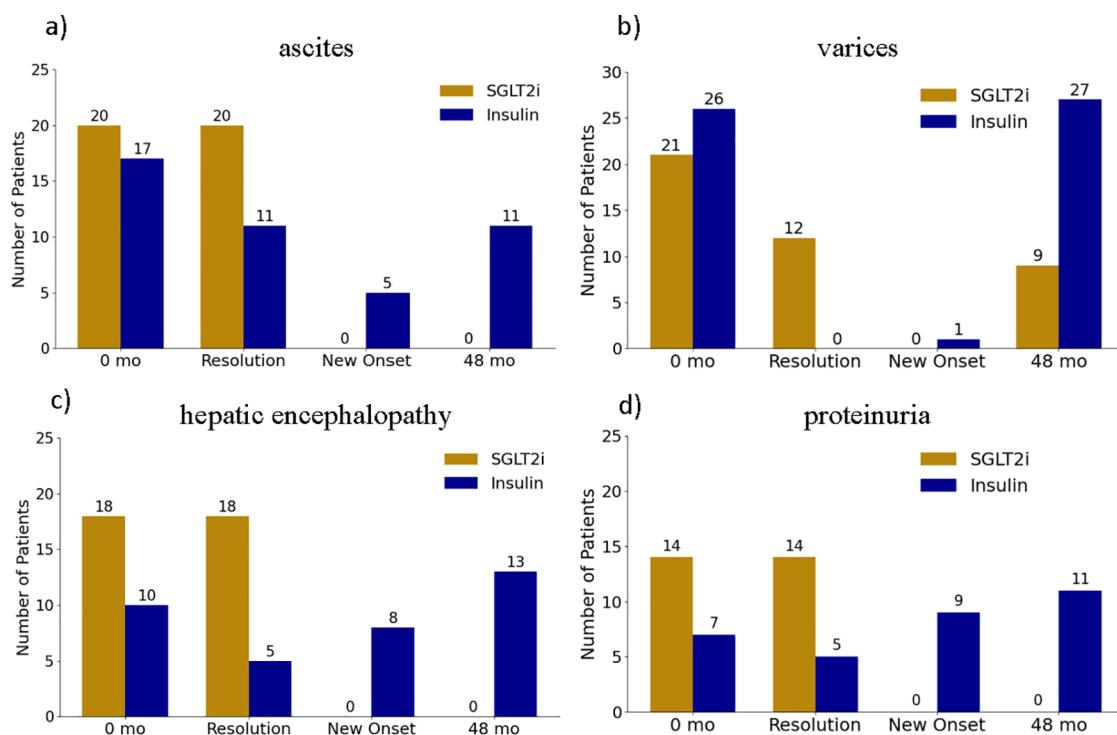 a)
ascites
25
20
15
10
5
0
Number of Patients
SGLT2i
Insulin
20
17
20
11
0
5
0
11
0 mo
Resolution
New Onset
48 mo
b)
varices
30
25
20
15
10
5
0
Number of Patients
SGLT2i
Insulin
21
26
12
0
0
1
9
27
0 mo
Resolution
New Onset
48 mo
c)
hepatic encephalopathy
25
20
15
10
5
0
Number of Patients
SGLT2i
Insulin
18
10
18
5
0
8
0
13
0 mo
Resolution
New Onset
48 mo
d)
proteinuria
25
20
15
10
5
0
Number of Patients
SGLT2i
Insulin
14
7
14
5
0
9
0
11
0 mo
Resolution
New Onset
48 mo